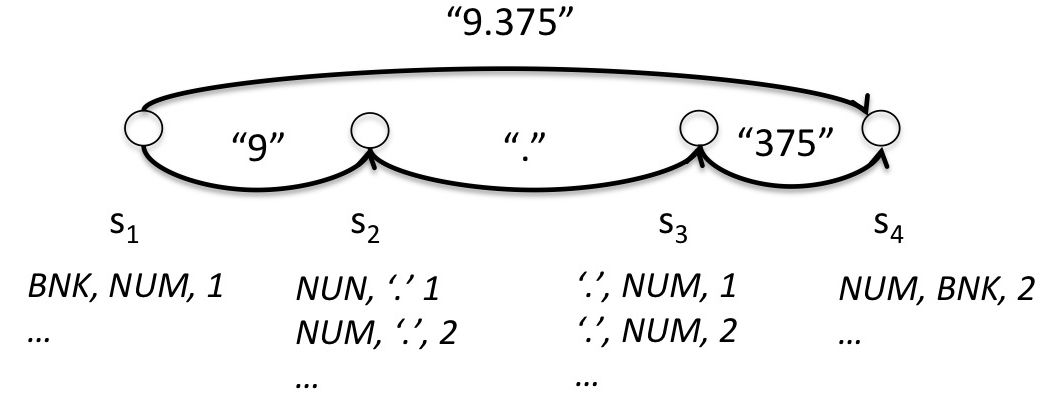 “9.375”
“9” “.” “375”
s1 s2 s3 s4
BNK, NUM, 1
...
NUN, ‘.’ 1
NUM, ‘.’, 2
...
‘.’, NUM, 1
‘.’, NUM, 2
...
NUM, BNK, 2
...